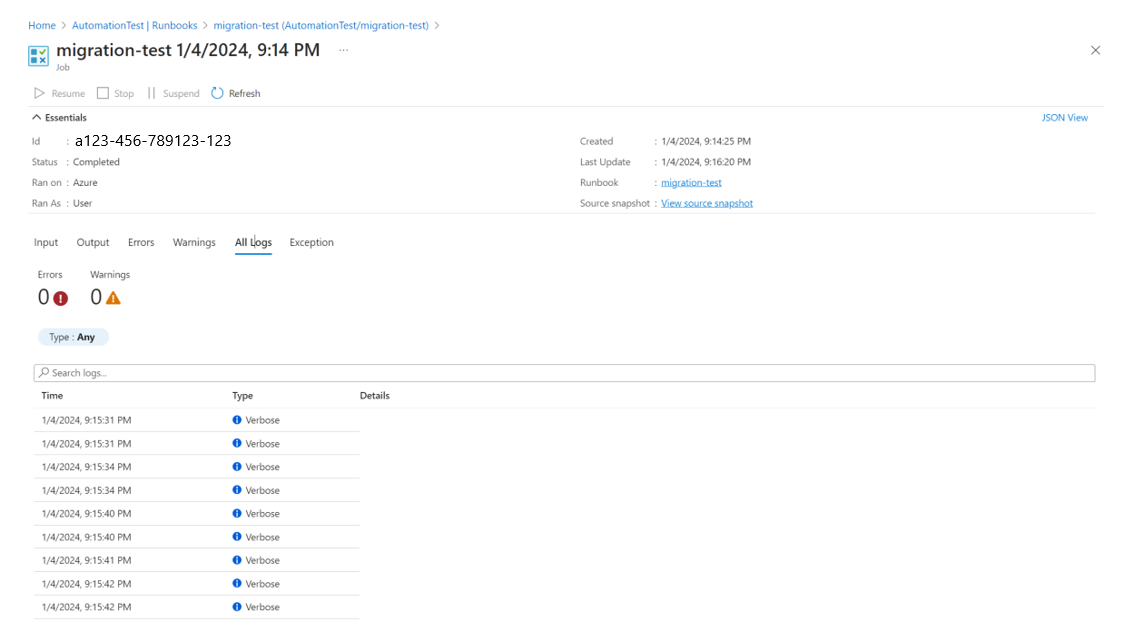 Home > AutomationTest | Runbooks > migration-test (AutomationTest/migration-test) >
migration-test 1/4/2024, 9:14 PM ...
Job
Resume Stop Suspend Refresh
Essentials JSON View
Id : a123-456-789123-123 Created : 1/4/2024, 9:14:25 PM
Status : Completed Last Update : 1/4/2024, 9:16:20 PM
Ran on : Azure Runbook : migration-test
Ran As : User Source snapshot : View source snapshot
Input Output Errors Warnings All Logs Exception
Errors Warnings
0 0
Type : Any
Search logs...
Time Type Details
1/4/2024, 9:15:31 PM Verbose
1/4/2024, 9:15:31 PM Verbose
1/4/2024, 9:15:34 PM Verbose
1/4/2024, 9:15:34 PM Verbose
1/4/2024, 9:15:40 PM Verbose
1/4/2024, 9:15:40 PM Verbose
1/4/2024, 9:15:41 PM Verbose
1/4/2024, 9:15:42 PM Verbose
1/4/2024, 9:15:42 PM Verbose